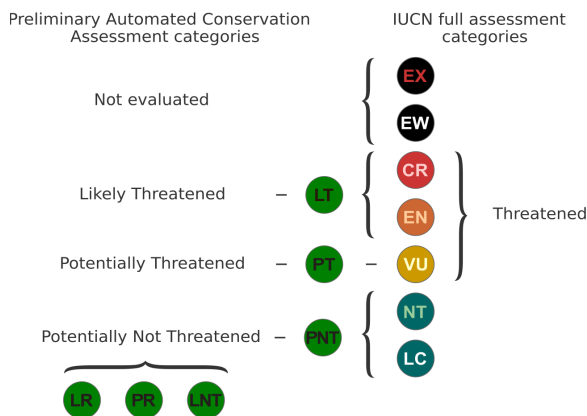 Preliminary Automated Conservation
Assessment categories
IUCN full assessment
categories
Not evaluated
EX
EW
Likely Threatened
LT
CR
EN
Threatened
Potentially Threatened
PT
VU
Potentially Not Threatened
PNT
NT
LC
LR
PR
LNT